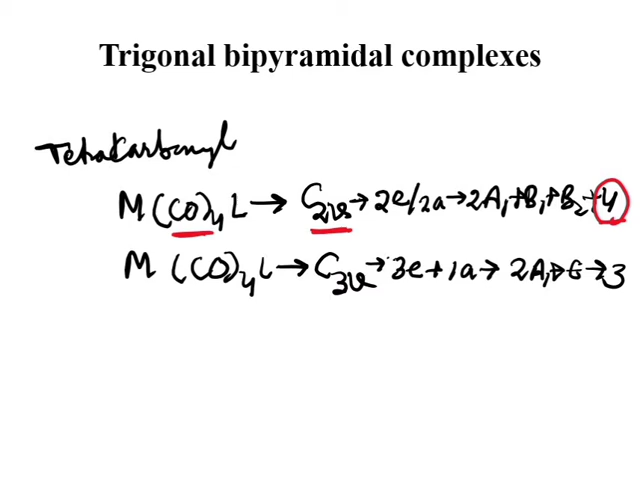 Trigonal bipyramidal complexes
Tetracarbonyl
M(CO)₄L → C₂ᵥ → 2e/2a → 2A₁+B₁+B₂ → 4
M(CO)₄L → C₃ᵥ → 3e+1a → 2A₁+E → 3